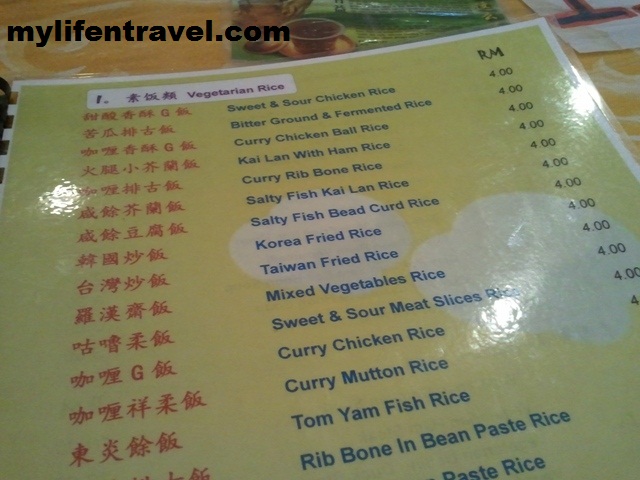 mylifentravel.com
1。 素饭類 Vegetarian Rice RM
甜酸香酥G飯 Sweet & Sour Chicken Rice 4.00
苦瓜排古飯 Bitter Ground & Fermented Rice 4.00
咖喱香酥G飯 Curry Chicken Ball Rice 4.00
火腿小芥蘭飯 Kai Lan With Ham Rice 4.00
咖喱排古飯 Curry Rib Bone Rice 4.00
咸餘芥蘭飯 Salty Fish Kai Lan Rice 4.00
咸餘豆腐飯 Salty Fish Bead Curd Rice 4.00
韓國炒飯 Korea Fried Rice 4.00
台灣炒飯 Taiwan Fried Rice 4.00
羅漢齋飯 Mixed Vegetables Rice 4.00
咕嚕柔飯 Sweet & Sour Meat Slices Rice 4.00
咖喱G飯 Curry Chicken Rice
咖喱祥柔飯 Curry Mutton Rice
東炎餘飯 Tom Yam Fish Rice
Rib Bone In Bean Paste Rice
Paste Rice